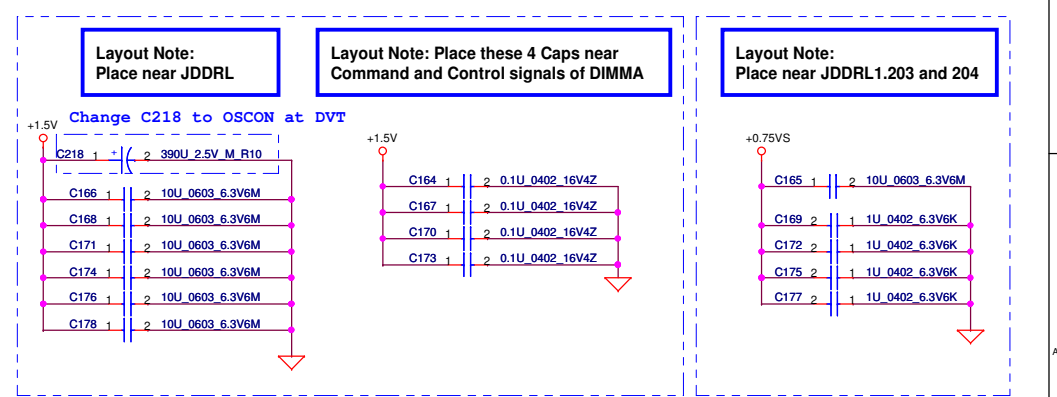 Layout Note:
Place near JDDRL
Layout Note: Place these 4 Caps near
Command and Control signals of DIMMA
Layout Note:
Place near JDDRL1.203 and 204
Change C218 to OSCON at DVT
+1.5V
C218 1 + 2 390U_2.5V_M_R10
C166 1 2 10U_0603_6.3V6M
C168 1 2 10U_0603_6.3V6M
C171 1 2 10U_0603_6.3V6M
C174 1 2 10U_0603_6.3V6M
C176 1 2 10U_0603_6.3V6M
C178 1 2 10U_0603_6.3V6M
+1.5V
C164 1 2 0.1U_0402_16V4Z
C167 1 2 0.1U_0402_16V4Z
C170 1 2 0.1U_0402_16V4Z
C173 1 2 0.1U_0402_16V4Z
+0.75VS
C165 1 2 10U_0603_6.3V6M
C169 2 1 1U_0402_6.3V6K
C172 2 1 1U_0402_6.3V6K
C175 2 1 1U_0402_6.3V6K
C177 2 1 1U_0402_6.3V6K
A